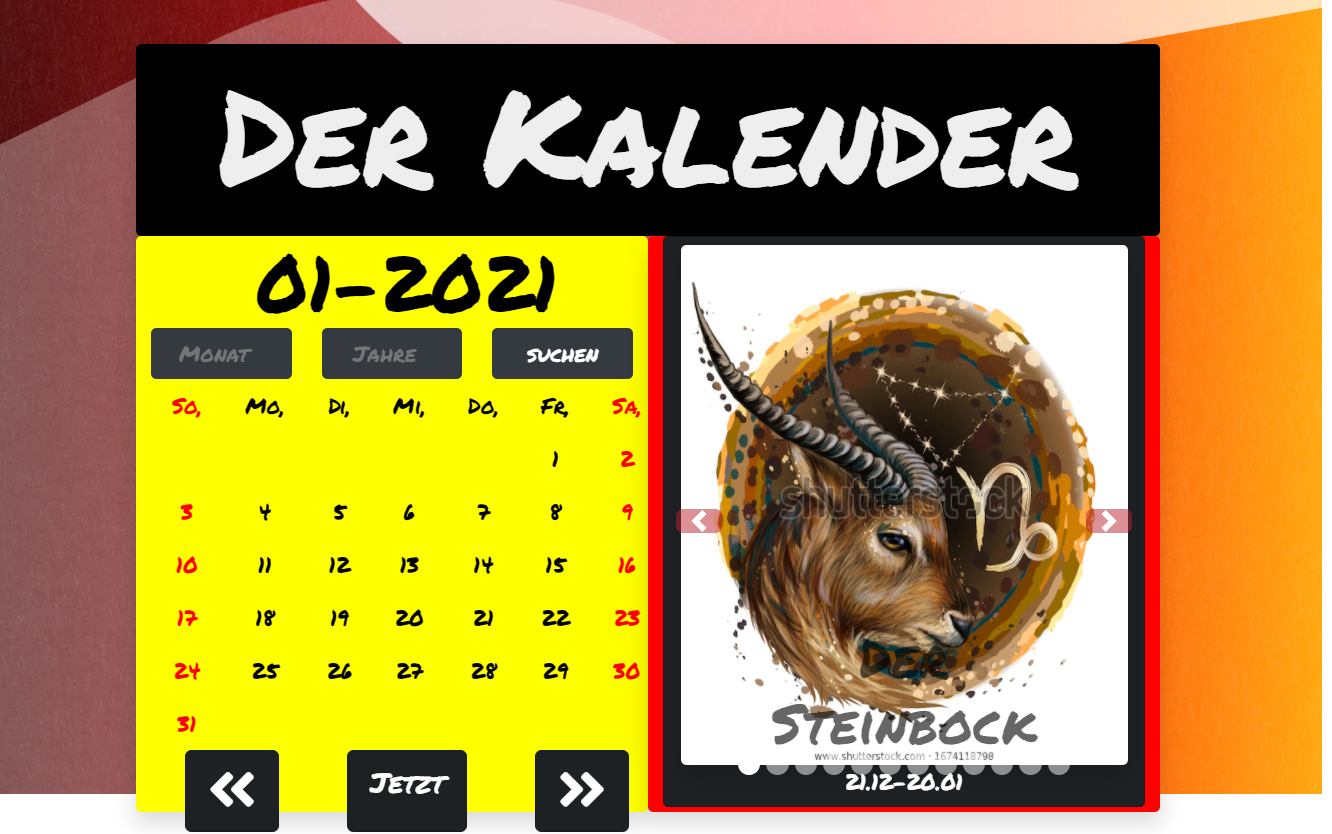 Der Kalender
01-2021
Monat Jahre suchen
So, Mo, Di, Mi, Do, Fr, Sa,
1 2
3 4 5 6 7 8 9
10 11 12 13 14 15 16
17 18 19 20 21 22 23
24 25 26 27 28 29 30
31
Jetzt
shutterstock
Der
Steinbock
www.shutterstock.com · 1674118798
21.12-20.01